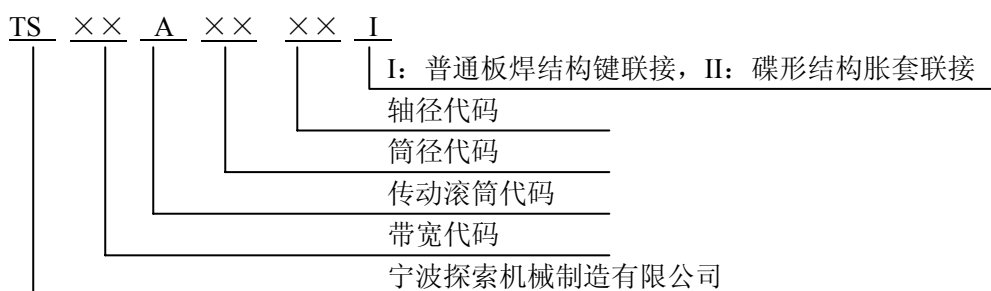 TS ×× A ×× ×× I
I：普通板焊结构键联接，II：碟形结构胀套联接
轴径代码
筒径代码
传动滚筒代码
带宽代码
宁波探索机械制造有限公司